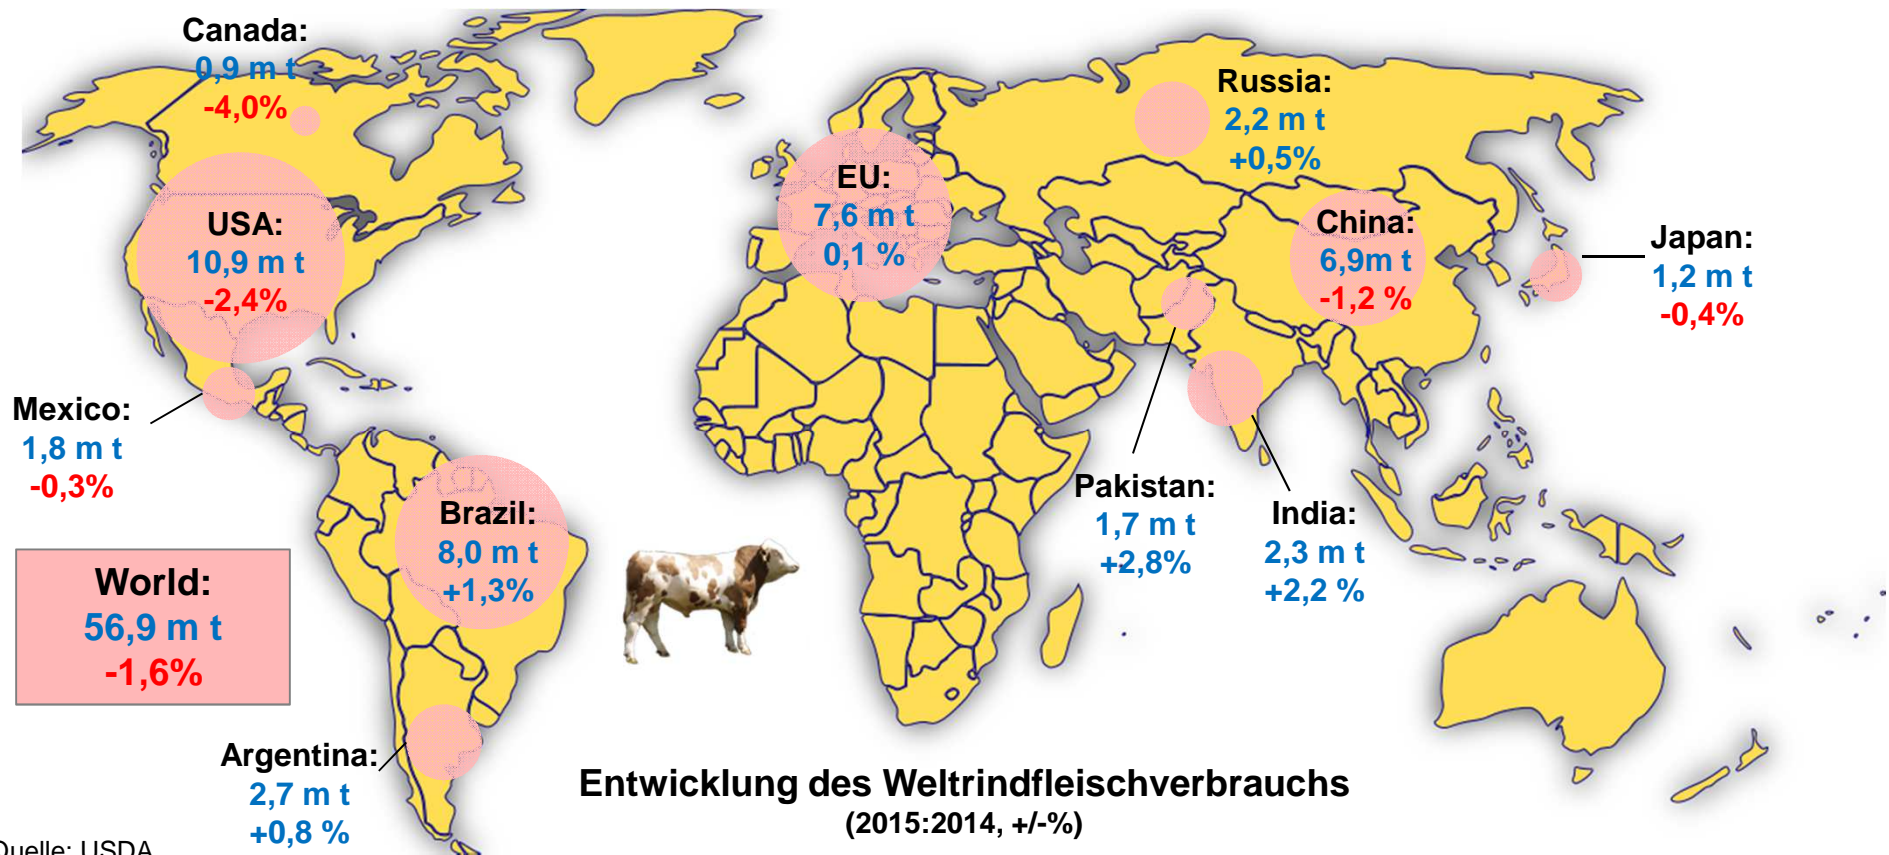 Canada:
0,9 m t
-4,0%
USA:
10,9 m t
-2,4%
Mexico:
1,8 m t
-0,3%
Brazil:
8,0 m t
+1,3%
World:
56,9 m t
-1,6%
Argentina:
2,7 m t
+0,8 %
EU:
7,6 m t
0,1 %
Russia:
2,2 m t
+0,5%
China:
6,9m t
-1,2 %
Japan:
1,2 m t
-0,4%
Pakistan:
1,7 m t
+2,8%
India:
2,3 m t
+2,2 %
Entwicklung des Weltrindfleischverbrauchs
(2015:2014, +/-%)
Quelle: USDA